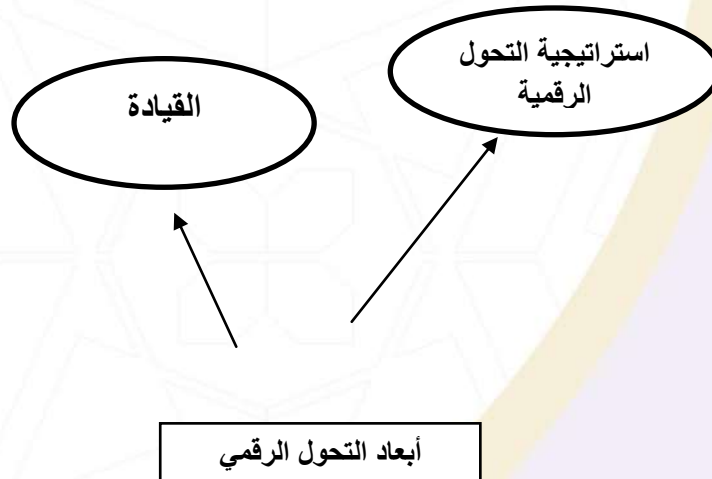 استراتيجية التحول
الرقمية
القيادة
أبعاد التحول الرقمي